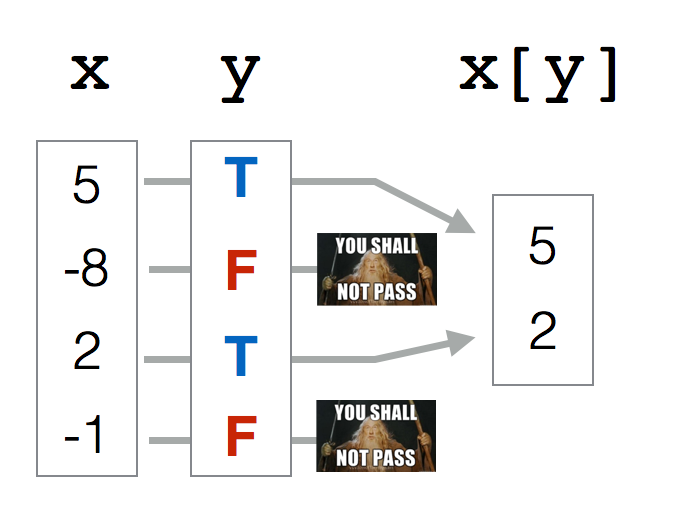 x y x[y]
5 T
-8 F
2 T
-1 F
YOU SHALL
NOT PASS
YOU SHALL
NOT PASS
5
2